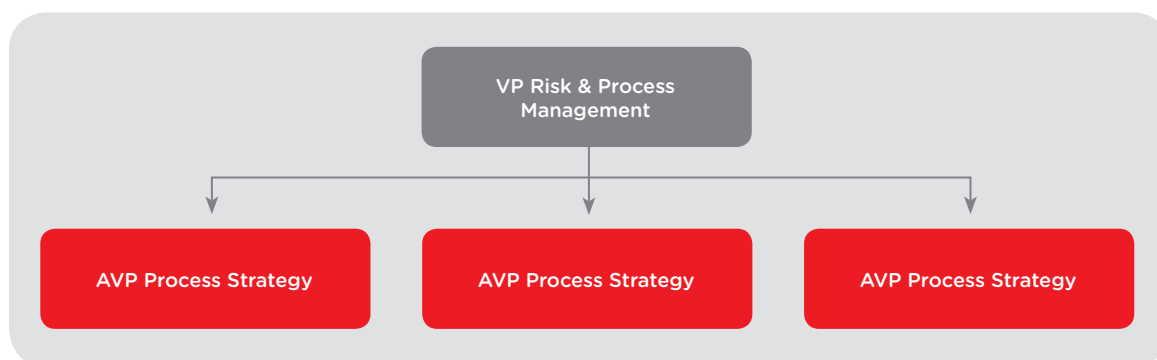 VP Risk & Process
Management
AVP Process Strategy
AVP Process Strategy
AVP Process Strategy